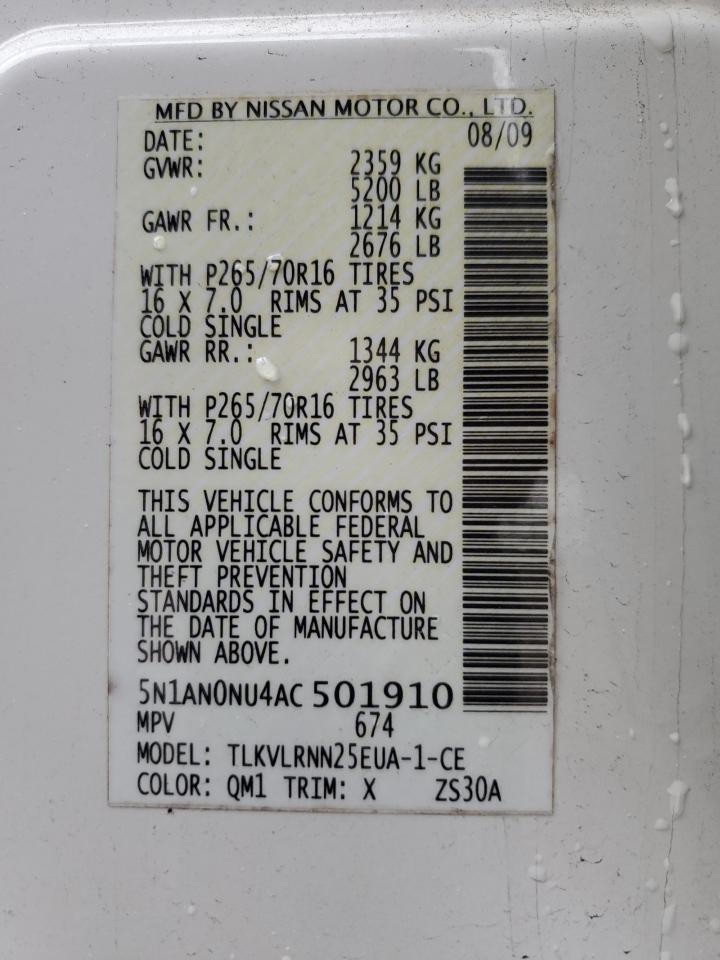 MFD BY NISSAN MOTOR CO., LTD.
DATE: 08/09
GVWR: 2359 KG
5200 LB
GAWR FR.: 1214 KG
2676 LB
WITH P265/70R16 TIRES
16 X 7.0 RIMS AT 35 PSI
COLD SINGLE
GAWR RR.: 1344 KG
2963 LB
WITH P265/70R16 TIRES
16 X 7.0 RIMS AT 35 PSI
COLD SINGLE
THIS VEHICLE CONFORMS TO
ALL APPLICABLE FEDERAL
MOTOR VEHICLE SAFETY AND
THEFT PREVENTION
STANDARDS IN EFFECT ON
THE DATE OF MANUFACTURE
SHOWN ABOVE.
5N1AN0NU4AC 501910
MPV 674
MODEL: TLKVLRNN25EUA-1-CE
COLOR: QM1 TRIM: X ZS30A